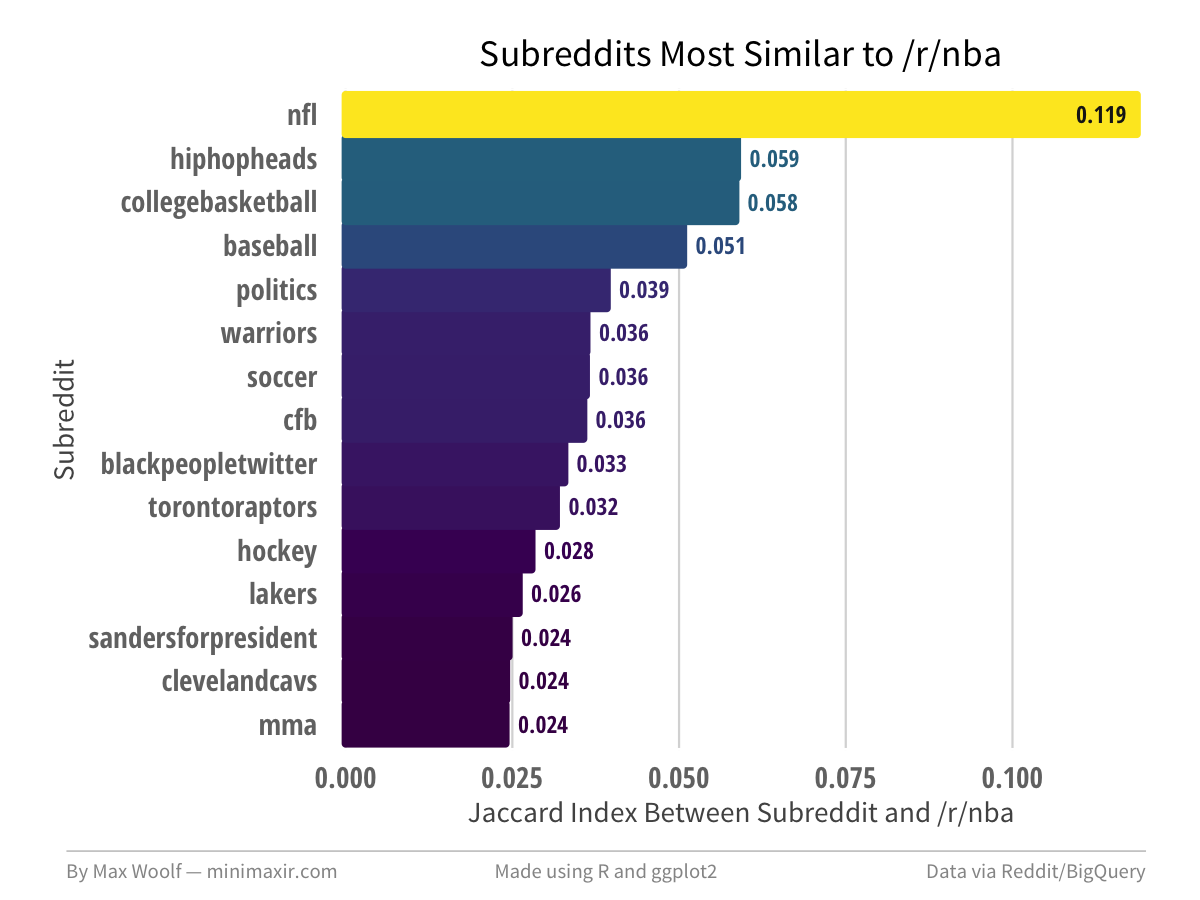 Subreddits Most Similar to /r/nba
nfl 0.119
hiphopheads 0.059
collegebasketball 0.058
baseball 0.051
politics 0.039
warriors 0.036
soccer 0.036
cfb 0.036
blackpeopletwitter 0.033
torontoraptors 0.032
hockey 0.028
lakers 0.026
sandersforpresident 0.024
clevelandcavs 0.024
mma 0.024
Subreddit
0.000 0.025 0.050 0.075 0.100
Jaccard Index Between Subreddit and /r/nba
By Max Woolf — minimaxir.com Made using R and ggplot2 Data via Reddit/BigQuery